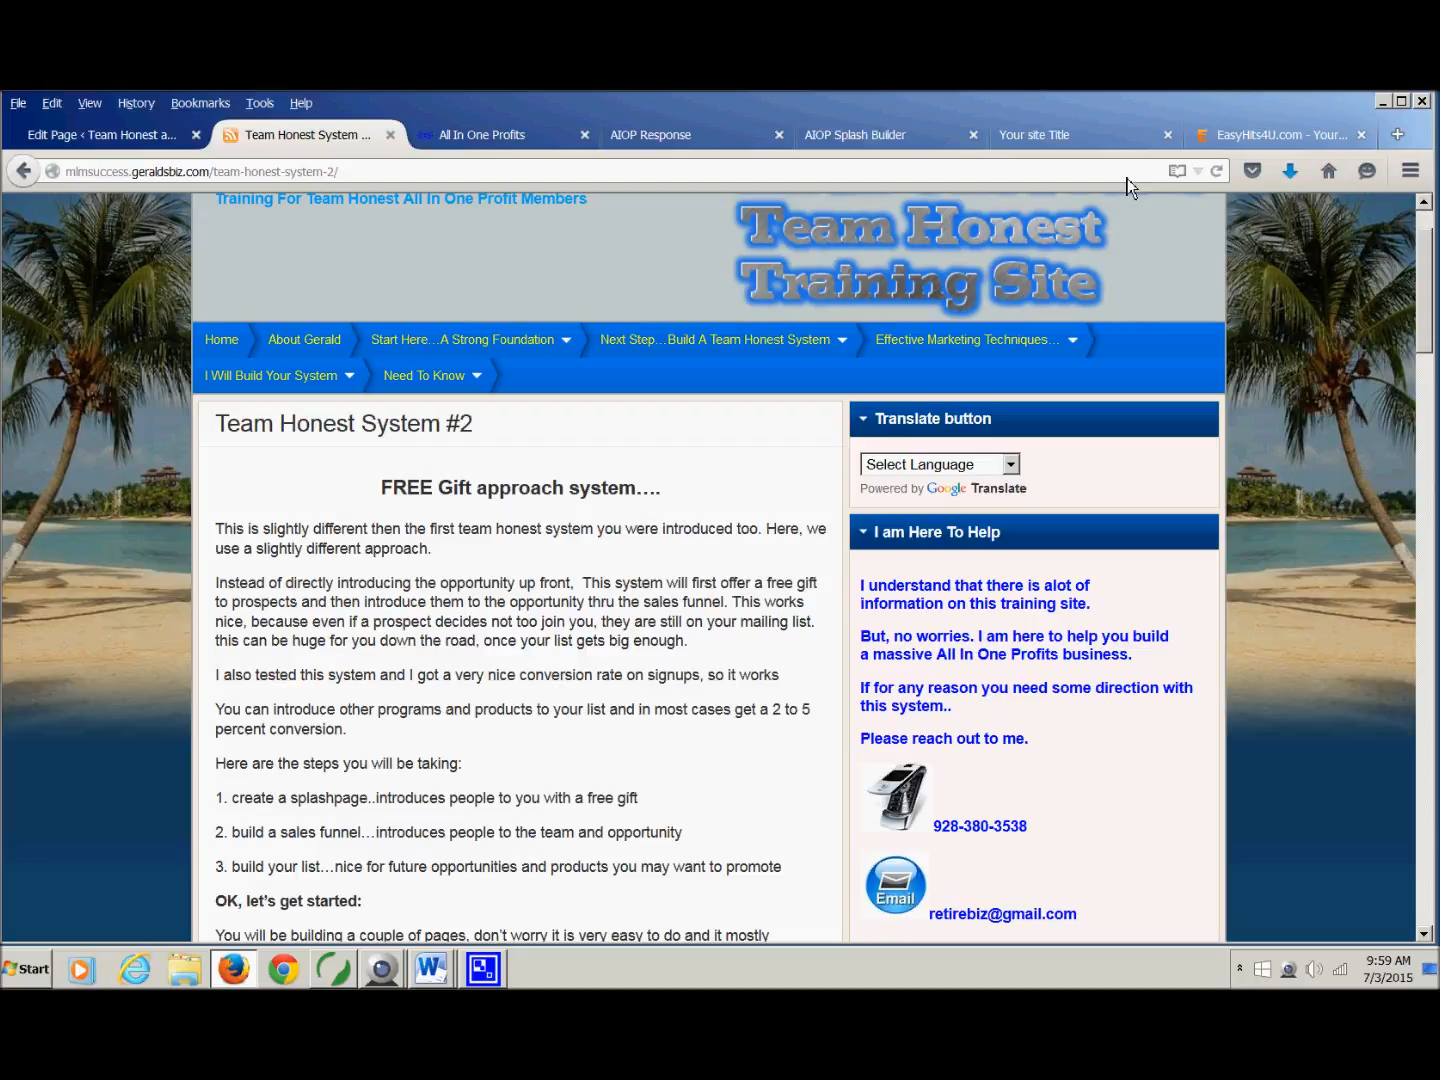 File Edit View History Bookmarks Tools Help
Edit Page ‹ Team Honest a...
Team Honest System ...
All In One Profits
AIOP Response
AIOP Splash Builder
Your site Title
EasyHits4U.com - Your...
mlmsuccess.geraldsbiz.com/team-honest-system-2/
Training For Team Honest All In One Profit Members
Team Honest
Training Site
Home About Gerald Start Here...A Strong Foundation Next Step...Build A Team Honest System Effective Marketing Techniques...
I Will Build Your System Need To Know
Team Honest System #2
FREE Gift approach system….
This is slightly different then the first team honest system you were introduced too. Here, we
use a slightly different approach.
Instead of directly introducing the opportunity up front,  This system will first offer a free gift
to prospects and then introduce them to the opportunity thru the sales funnel. This works
nice, because even if a prospect decides not too join you, they are still on your mailing list.
this can be huge for you down the road, once your list gets big enough.
I also tested this system and I got a very nice conversion rate on signups, so it works
You can introduce other programs and products to your list and in most cases get a 2 to 5
percent conversion.
Here are the steps you will be taking:
1. create a splashpage..introduces people to you with a free gift
2. build a sales funnel…introduces people to the team and opportunity
3. build your list…nice for future opportunities and products you may want to promote
OK, let's get started:
You will be building a couple of pages, don't worry it is very easy to do and it mostly
Translate button
Select Language
Powered by Google Translate
I am Here To Help
I understand that there is alot of
information on this training site.
But, no worries. I am here to help you build
a massive All In One Profits business.
If for any reason you need some direction with
this system..
Please reach out to me.
928-380-3538
Email
retirebiz@gmail.com
Start
W
9:59 AM
7/3/2015